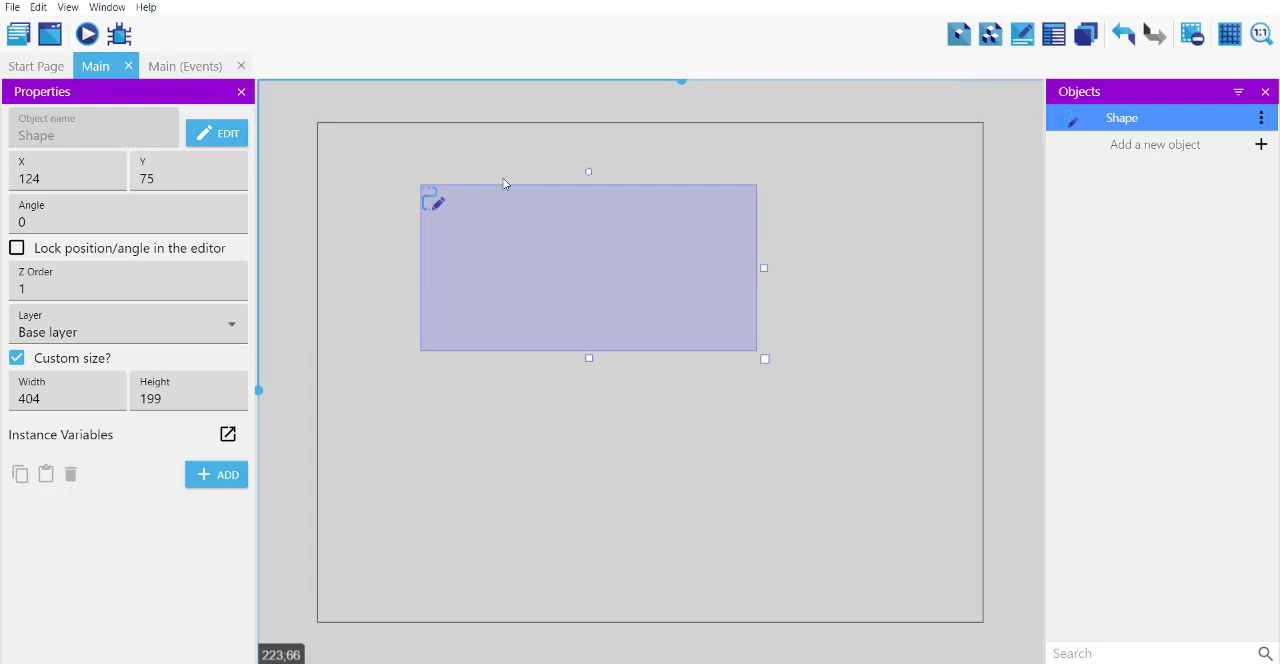 File Edit View Window Help
1:1
Start Page Main Main (Events)
Properties
Object name
Shape
EDIT
X
124
Y
75
Angle
0
Lock position/angle in the editor
Z Order
1
Layer
Base layer
Custom size?
Width
404
Height
199
Instance Variables
ADD
223;66
Objects
Shape
Add a new object
Search